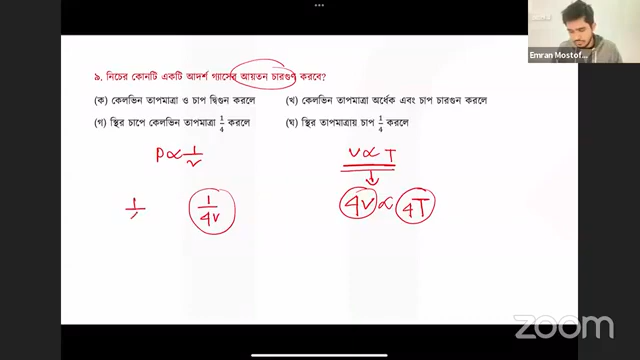 ৯. নিচের কোনটি একটি আদর্শ গ্যাসের আয়তন চারগুণ করবে?
(ক) কেলভিন তাপমাত্রা ও চাপ দ্বিগুন করলে (খ) কেলভিন তাপমাত্রা অর্ধেক এবং চাপ চারগুন করলে
(গ) স্থির চাপে কেলভিন তাপমাত্রা 1/4 করলে (ঘ) স্থির তাপমাত্রায় চাপ 1/4 করলে
P ∝ 1/V V ∝ T
1/ 1/4V 4V ∝ 4T
Emran Mostof...
zoom